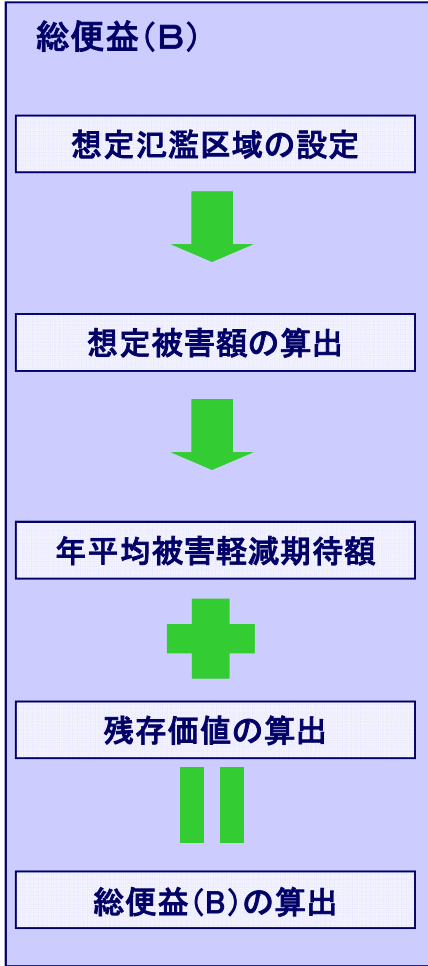 総便益（B）
想定氾濫区域の設定
想定被害額の算出
年平均被害軽減期待額
残存価値の算出
総便益（B）の算出